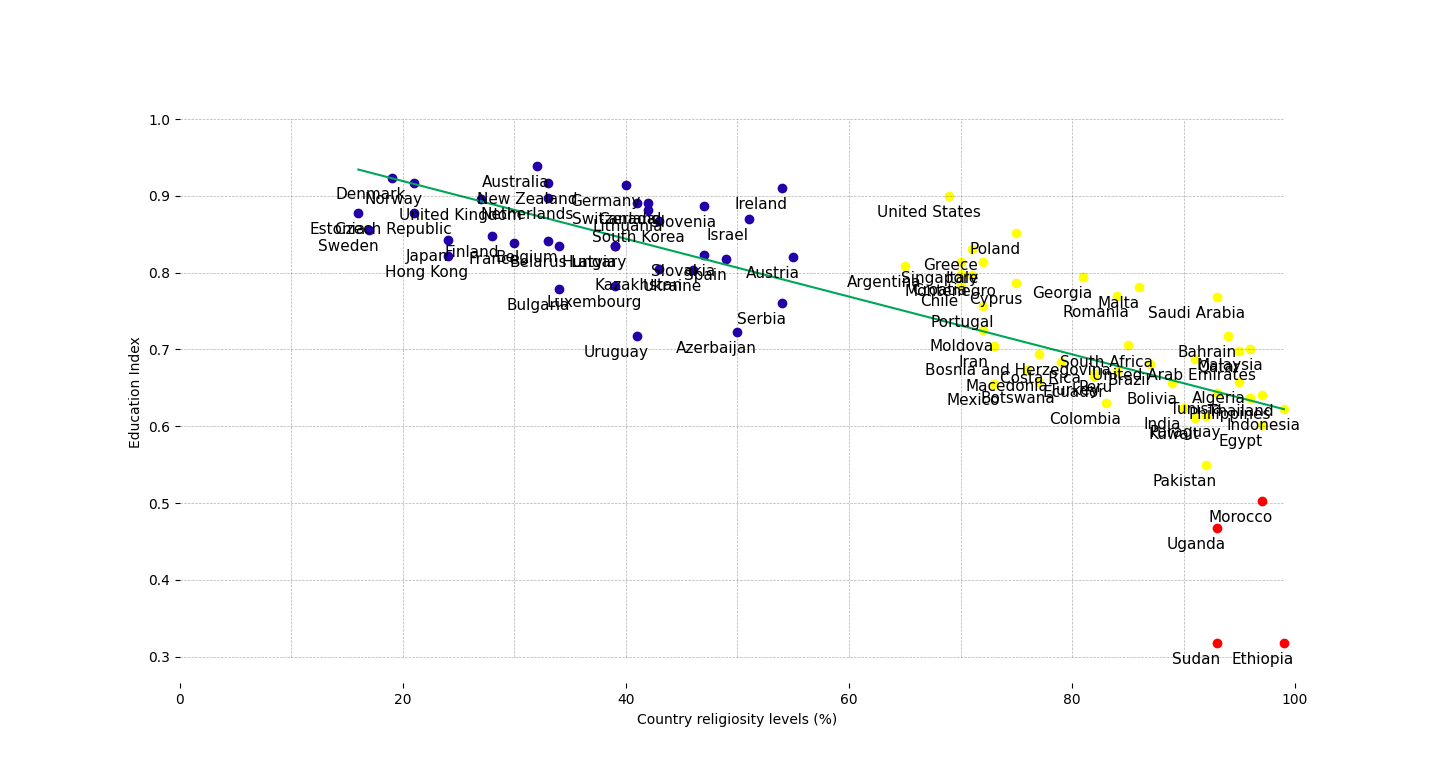 1.0
0.9
0.8
0.7
0.6
0.5
0.4
0.3
Education Index
Australia
Denmark
Norway
New Zealand
Germany
Ireland
United States
United Kingdom
Netherlands
Switzerland
Canada
Slovenia
Lithuania
Estonia
Czech Republic
South Korea
Israel
Sweden
Japan
Finland
France
Belgium
Belarus
Latvia
Hungary
Hong Kong
Slovakia
Spain
Austria
Kazakhstan
Ukraine
Bulgaria
Luxembourg
Serbia
Uruguay
Azerbaijan
Poland
Greece
Argentina
Singapore
Italy
Montenegro
Chile
Cyprus
Georgia
Malta
Romania
Saudi Arabia
Portugal
Moldova
Iran
South Africa
Bahrain
Malaysia
Qatar
Bosnia and Herzegovina
United Arab Emirates
Costa Rica
Macedonia
Peru
Brazil
Turkey
Ecuador
Mexico
Botswana
Bolivia
Algeria
Colombia
Tunisia
Thailand
Philippines
India
Indonesia
Paraguay
Kuwait
Egypt
Pakistan
Morocco
Uganda
Sudan
Ethiopia
0
20
40
60
80
100
Country religiosity levels (%)